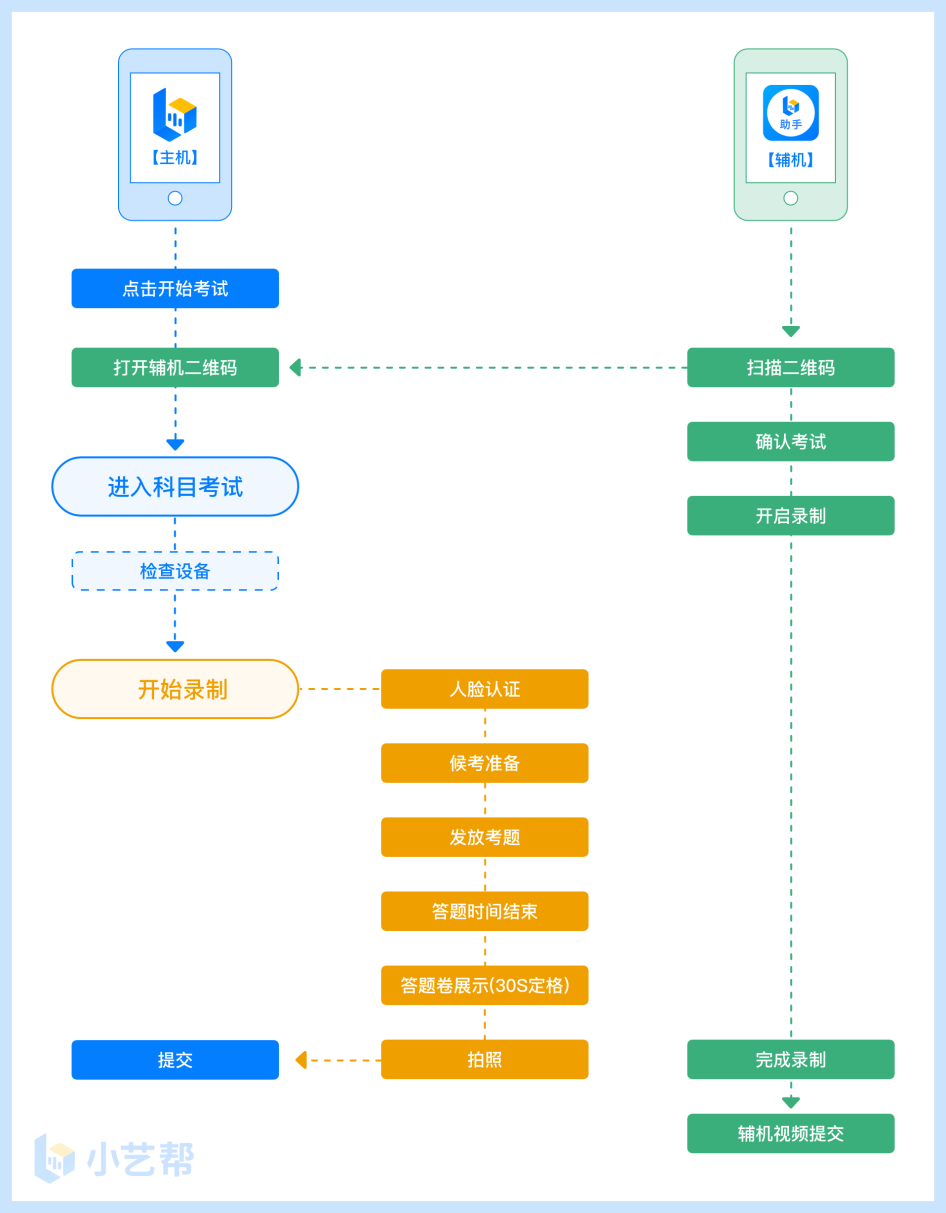 【主机】
助手
【辅机】
点击开始考试
打开辅机二维码
扫描二维码
确认考试
进入科目考试
开启录制
检查设备
开始录制
人脸认证
候考准备
发放考题
答题时间结束
答题卷展示(30S定格)
提交
拍照
完成录制
辅机视频提交
小艺帮